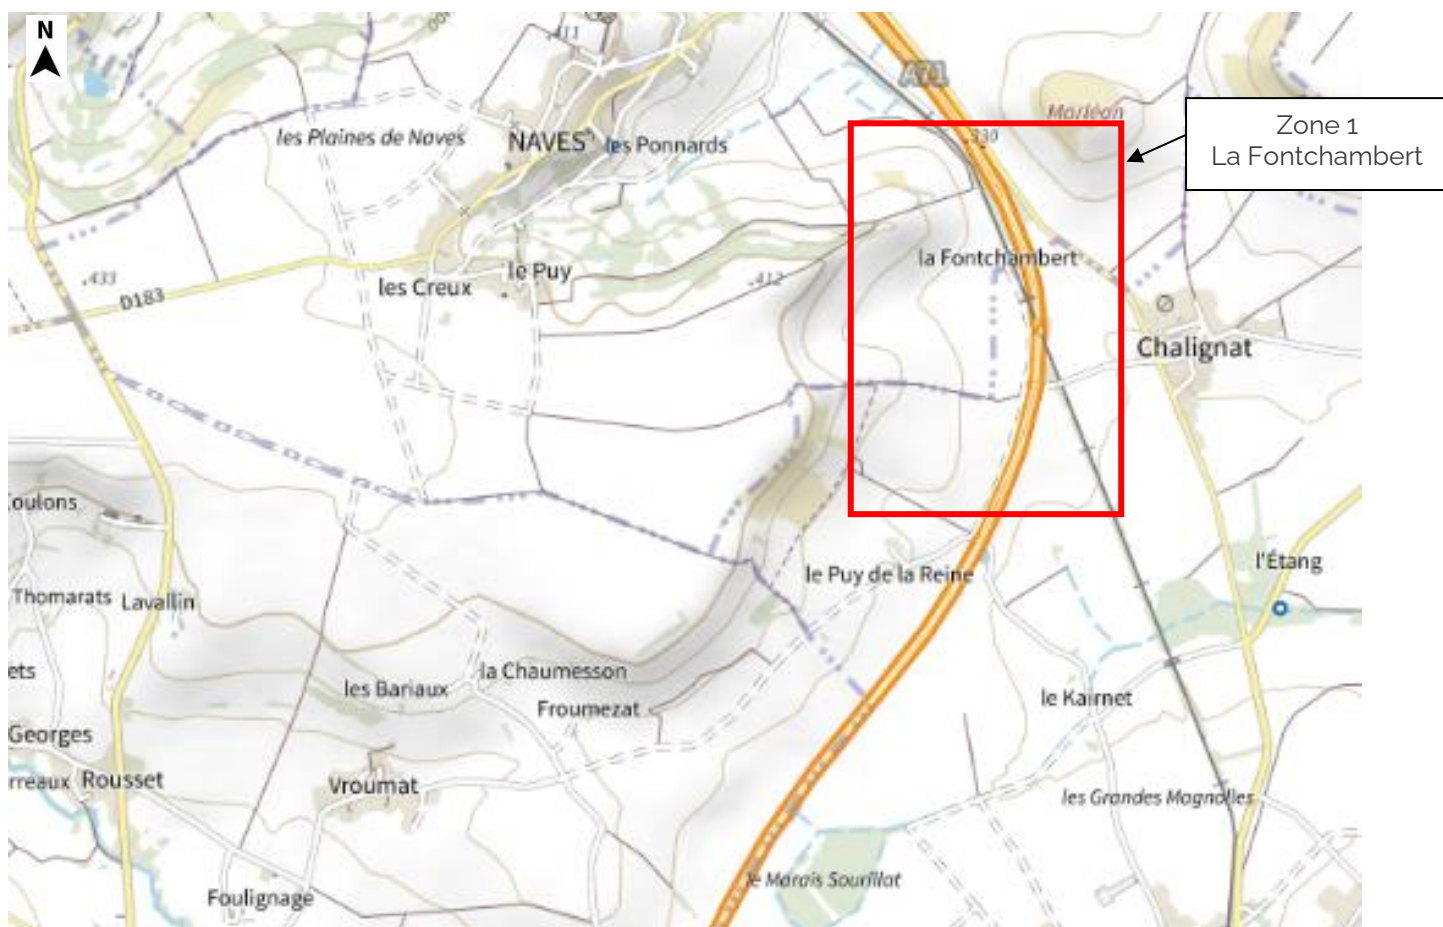 N
.411
A71
Marléon
.330
Zone 1
La Fontchambert
les Plaines de Naves
NAVES
les Ponnards
la Fontchambert
.433
D183
les Creux
le Puy
.412
Chalignat
oulons
Thomarats
Lavallin
le Puy de la Reine
l'Étang
ets
les Bariaux
la Chaumesson
Froumezat
le Kairnet
Georges
rreaux
Rousset
Vroumat
les Grandes Magnolles
Foulignage
le Marais Sourlilat